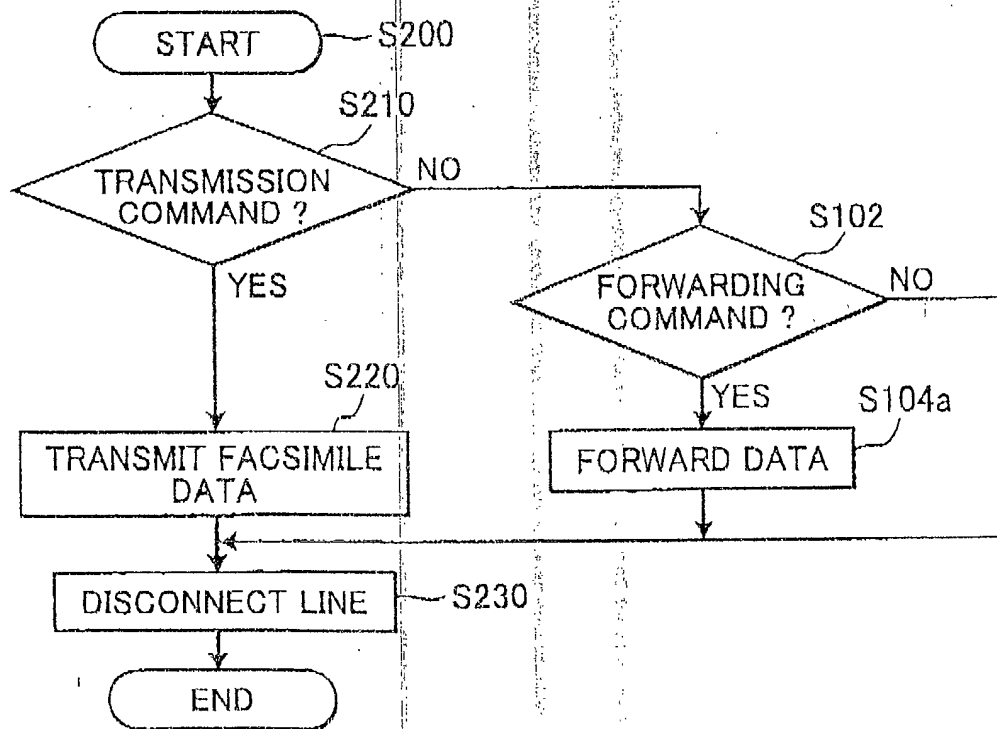 START
S200
S210
TRANSMISSION
COMMAND ?
NO
YES
S102
FORWARDING
COMMAND ?
NO
YES
S220
TRANSMIT FACSIMILE
DATA
S104a
FORWARD DATA
DISCONNECT LINE
S230
END